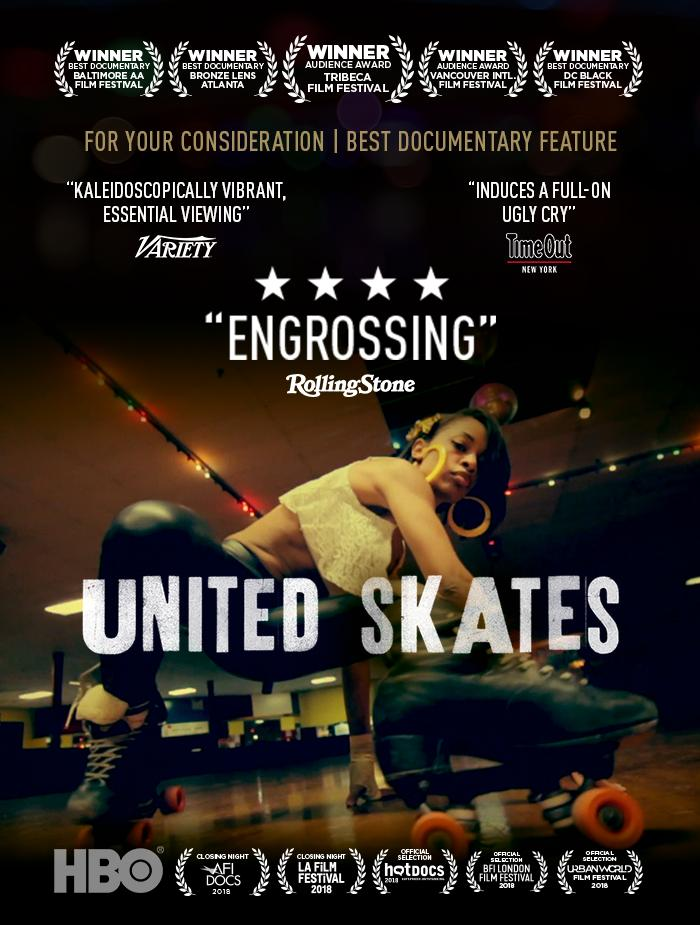 WINNER
BEST DOCUMENTARY
BALTIMORE AA
FILM FESTIVAL
WINNER
BEST DOCUMENTARY
BRONZE LENS
ATLANTA
WINNER
AUDIENCE AWARD
TRIBECA
FILM FESTIVAL
WINNER
AUDIENCE AWARD
VANCOUVER INTL.
FILM FESTIVAL
WINNER
BEST DOCUMENTARY
DC BLACK
FILM FESTIVAL
FOR YOUR CONSIDERATION | BEST DOCUMENTARY FEATURE
“KALEIDOSCOPICALLY VIBRANT,
ESSENTIAL VIEWING”
VARIETY
“INDUCES A FULL-ON
UGLY CRY”
TimeOut
NEW YORK
★ ★ ★ ★
“ENGROSSING”
RollingStone
UNITED SKATES
HBO®
CLOSING NIGHT
AFI
DOCS
2018
CLOSING NIGHT
LA FILM
FESTIVAL
2018
OFFICIAL
SELECTION
hotdocs
2018
OFFICIAL
SELECTION
BFI LONDON
FILM FESTIVAL
2018
OFFICIAL
SELECTION
URBANWORLD
FILM FESTIVAL
2018